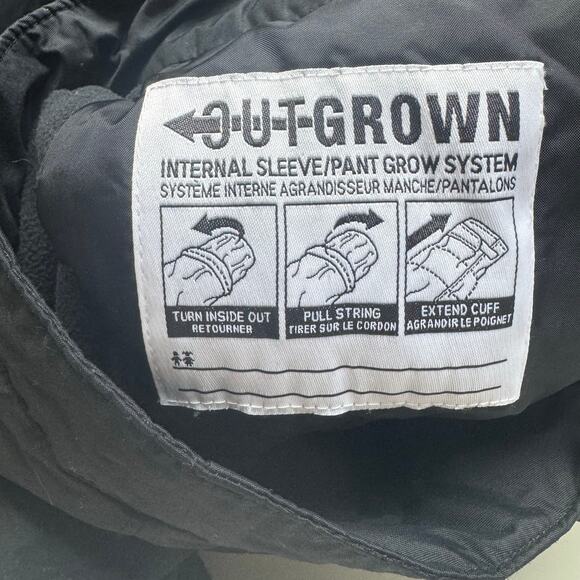 OUTGROWN
INTERNAL SLEEVE/PANT GROW SYSTEM
SYSTÈME INTERNE AGRANDISSEUR MANCHE/PANTALONS
TURN INSIDE OUT
RETOURNER
PULL STRING
TIRER SUR LE CORDON
EXTEND CUFF
AGRANDIR LE POIGNET